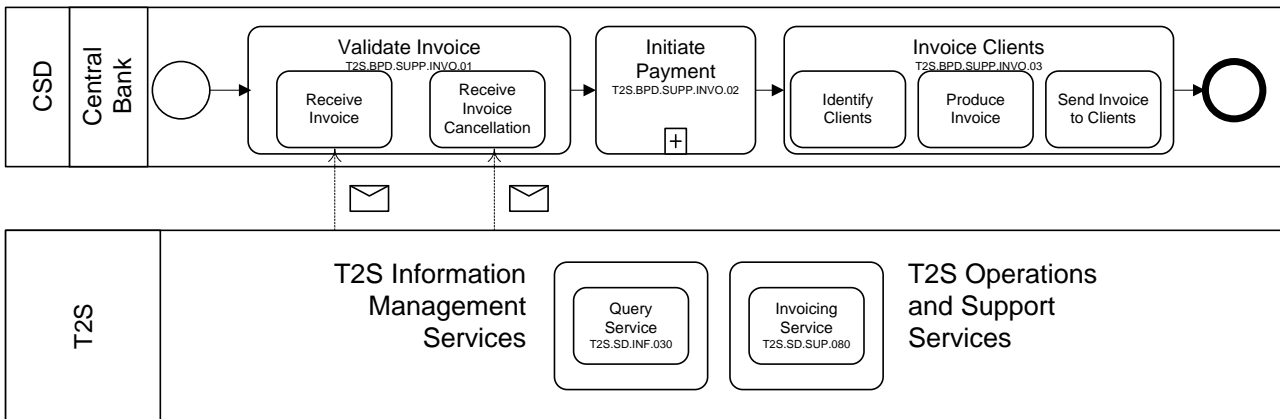 CSD
Central
Bank
Validate Invoice
T2S.BPD.SUPP.INVO.01
Receive
Invoice
Receive
Invoice
Cancellation
Initiate
Payment
T2S.BPD.SUPP.INVO.02
+
Invoice Clients
T2S.BPD.SUPP.INVO.03
Identify
Clients
Produce
Invoice
Send Invoice
to Clients
T2S
T2S Information
Management
Services
Query
Service
T2S.SD.INF.030
Invoicing
Service
T2S.SD.SUP.080
T2S Operations
and Support
Services